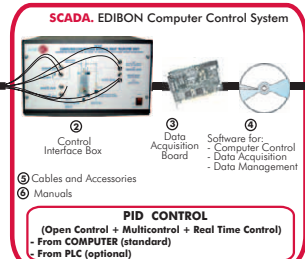 SCADA. EDIBON Computer Control System
② Control
Interface Box
③ Data
Acquisition
Board
④ Software for:
- Computer Control
- Data Acquisition
- Data Management
⑤ Cables and Accessories
⑥ Manuals
PID CONTROL
(Open Control + Multicontrol + Real Time Control)
- From COMPUTER (standard)
- From PLC (optional)